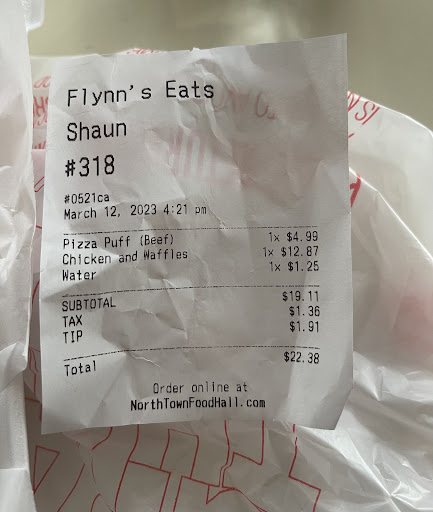 Flynn's Eats
Shaun
#318
#0521ca
March 12, 2023 4:21 pm
Pizza Puff (Beef) 1x $4.99
Chicken and Waffles 1x $12.87
Water 1x $1.25
SUBTOTAL $19.11
TAX $1.36
TIP $1.91
Total $22.38
Order online at
NorthTownFoodHall.com